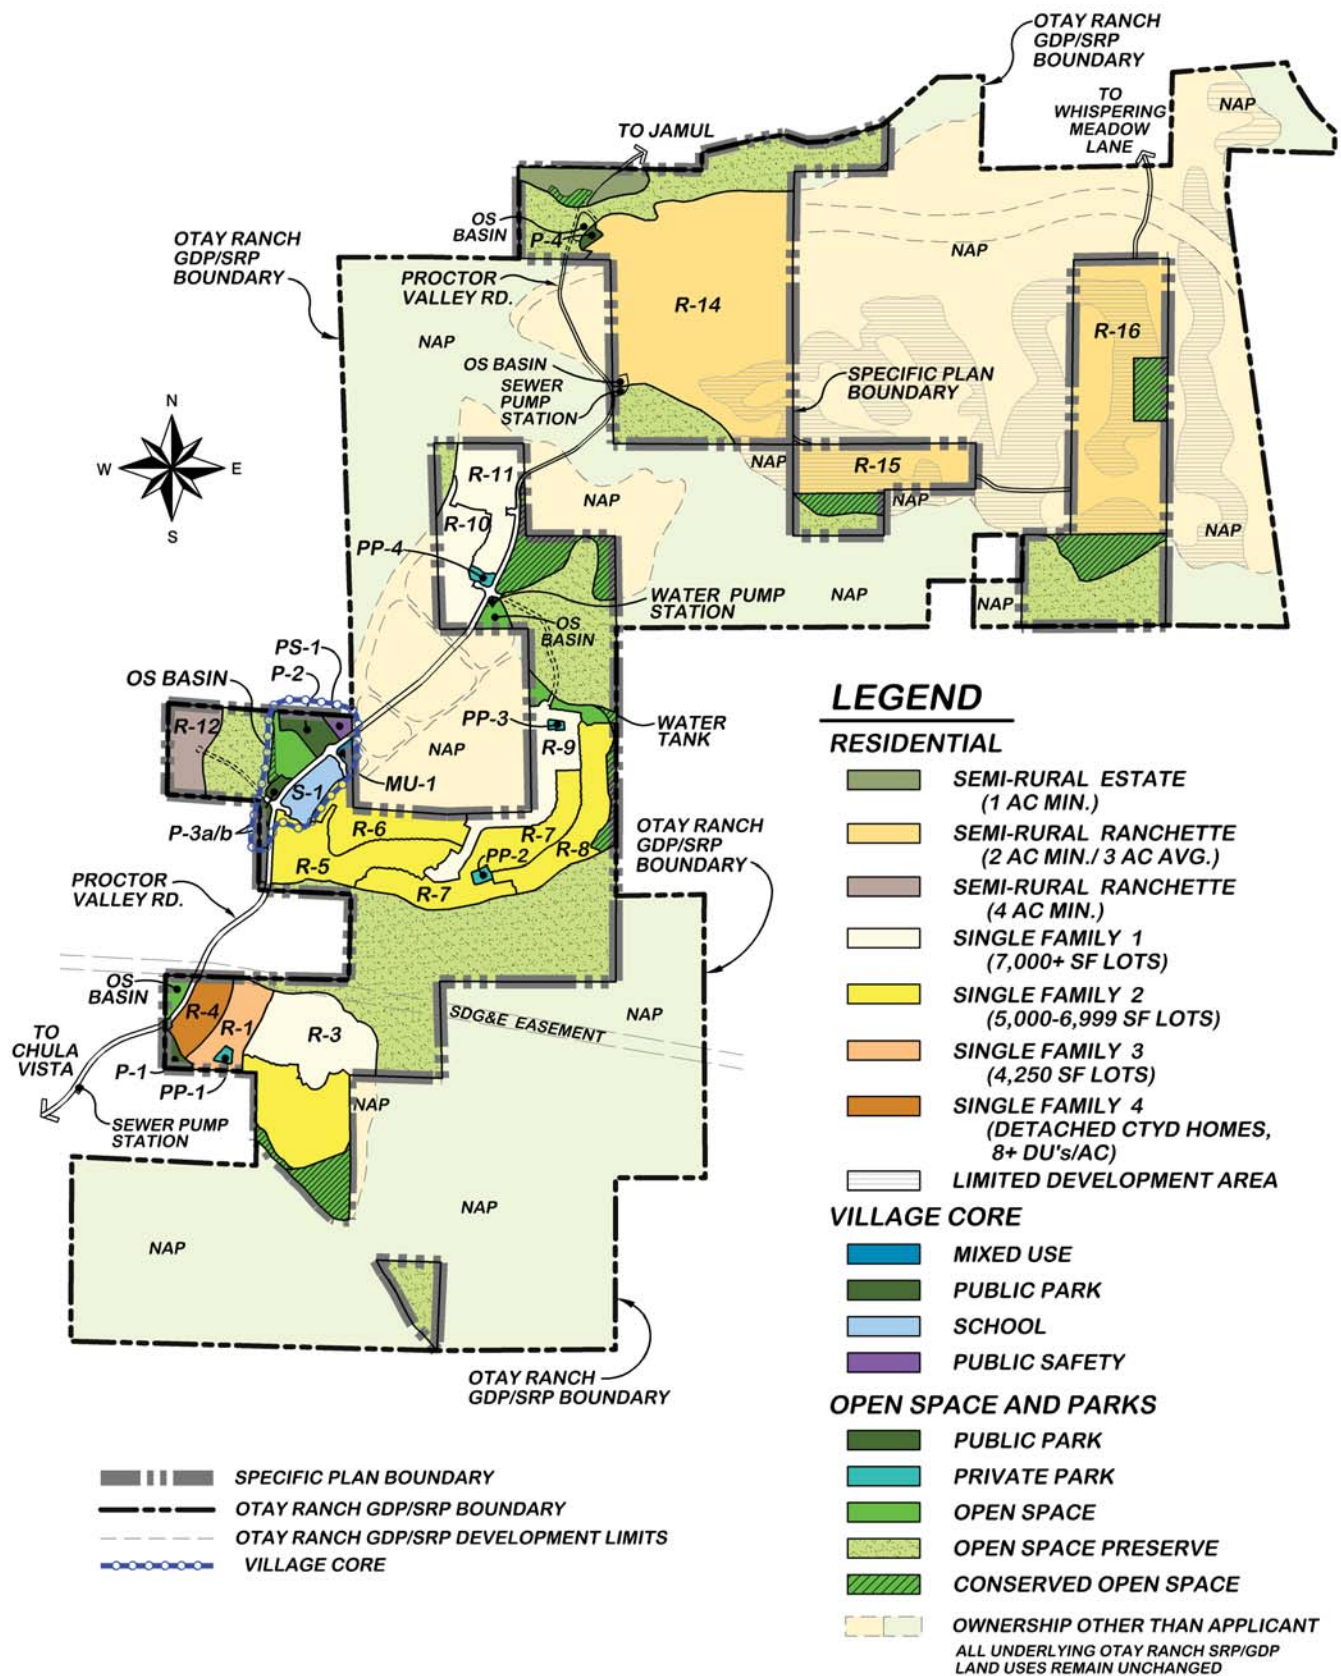 OTAY RANCH
GDP/SRP
BOUNDARY
TO
WHISPERING
MEADOW
LANE
NAP
TO JAMUL
OS
BASIN
P-4
OTAY RANCH
GDP/SRP
BOUNDARY
PROCTOR
VALLEY RD.
NAP
R-14
NAP
R-16
OS BASIN
SEWER
PUMP
STATION
SPECIFIC PLAN
BOUNDARY
N
W
E
S
R-11
NAP
R-15
NAP
NAP
R-10
NAP
PP-4
WATER PUMP
STATION
NAP
NAP
OS
BASIN
PS-1
P-2
OS BASIN
R-12
PP-3
R-9
WATER
TANK
NAP
MU-1
S-1
P-3a/b
R-6
R-7
R-8
R-5
PP-2
R-7
OTAY RANCH
GDP/SRP
BOUNDARY
PROCTOR
VALLEY RD.
OS
BASIN
R-4
R-1
R-3
SDG&E EASEMENT
NAP
TO
CHULA
VISTA
P-1
PP-1
NAP
SEWER PUMP
STATION
NAP
NAP
OTAY RANCH
GDP/SRP BOUNDARY
LEGEND
RESIDENTIAL
SEMI-RURAL ESTATE
(1 AC MIN.)
SEMI-RURAL RANCHETTE
(2 AC MIN./ 3 AC AVG.)
SEMI-RURAL RANCHETTE
(4 AC MIN.)
SINGLE FAMILY 1
(7,000+ SF LOTS)
SINGLE FAMILY 2
(5,000-6,999 SF LOTS)
SINGLE FAMILY 3
(4,250 SF LOTS)
SINGLE FAMILY 4
(DETACHED CTYD HOMES,
8+ DU's/AC)
LIMITED DEVELOPMENT AREA
VILLAGE CORE
MIXED USE
PUBLIC PARK
SCHOOL
PUBLIC SAFETY
OPEN SPACE AND PARKS
PUBLIC PARK
PRIVATE PARK
OPEN SPACE
OPEN SPACE PRESERVE
CONSERVED OPEN SPACE
OWNERSHIP OTHER THAN APPLICANT
ALL UNDERLYING OTAY RANCH SRP/GDP
LAND USES REMAIN UNCHANGED
SPECIFIC PLAN BOUNDARY
OTAY RANCH GDP/SRP BOUNDARY
OTAY RANCH GDP/SRP DEVELOPMENT LIMITS
VILLAGE CORE